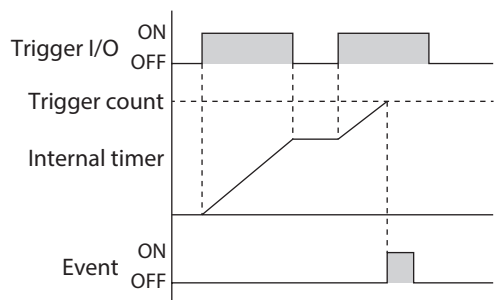 ON
Trigger I/O
OFF
Trigger count
Internal timer
ON
Event
OFF